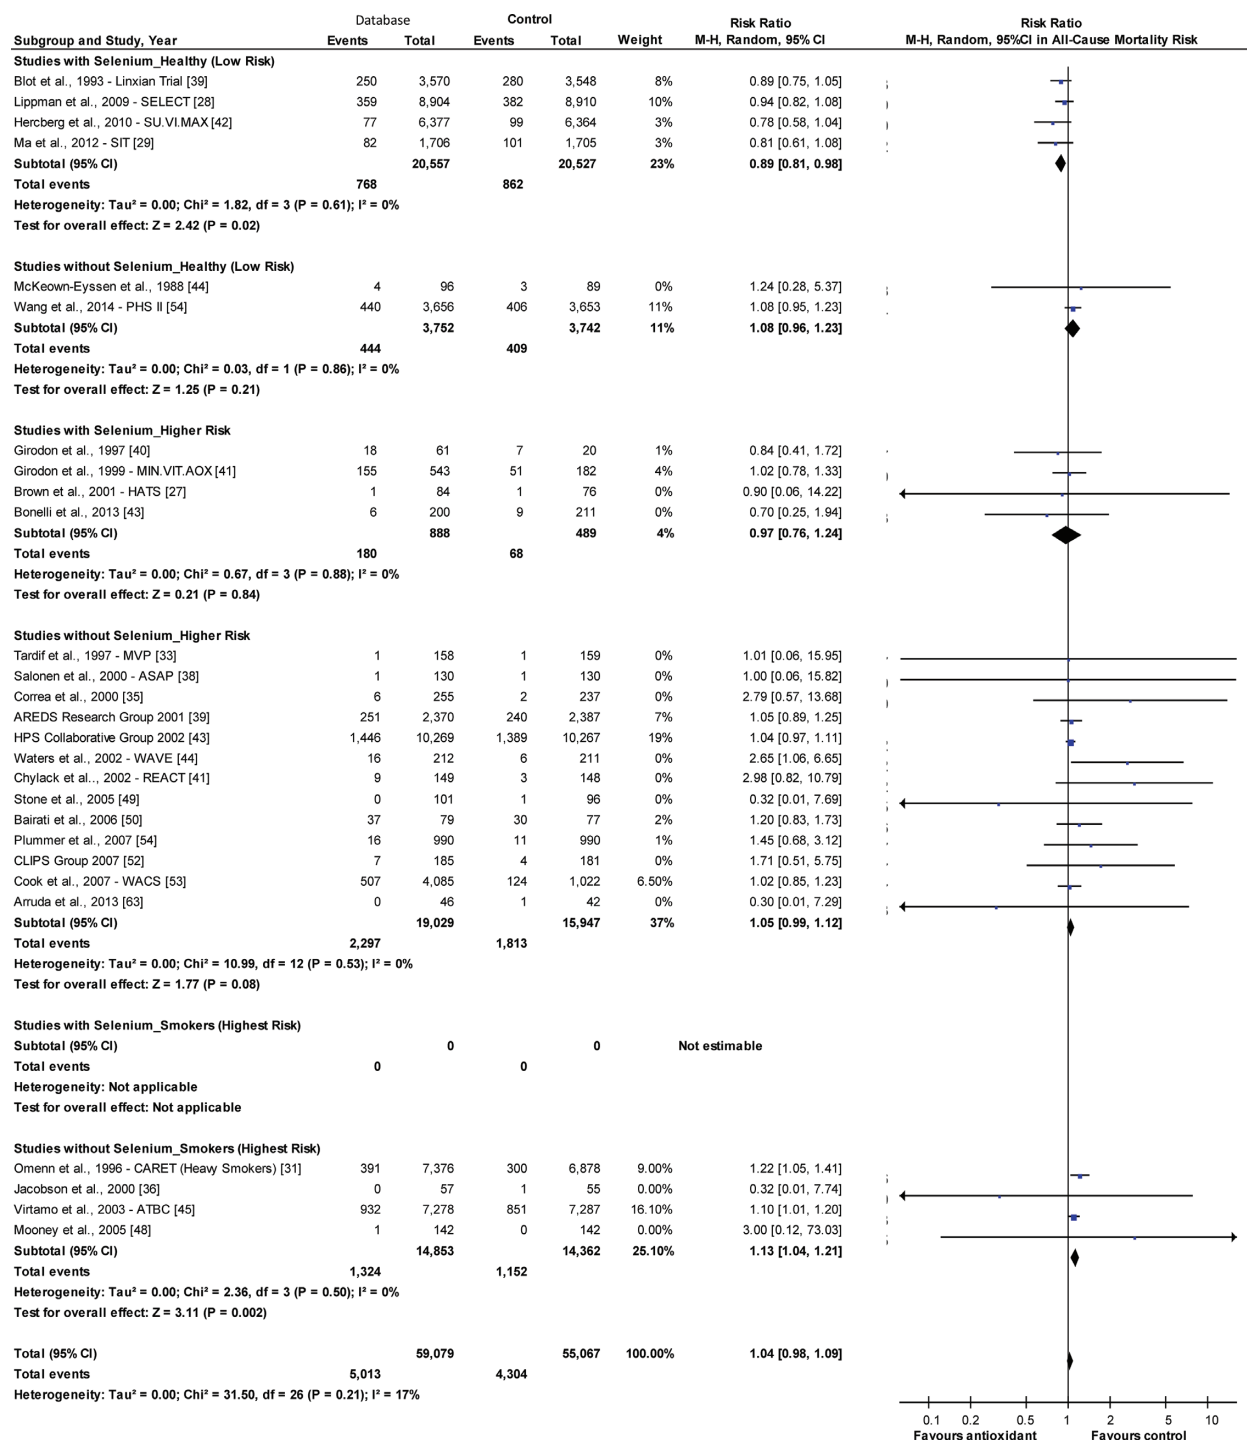 Database Control Risk Ratio Risk Ratio
Subgroup and Study, Year Events Total Events Total Weight M-H, Random, 95% CI M-H, Random, 95%CI in All-Cause Mortality Risk
Studies with Selenium_Healthy (Low Risk)
Blot et al., 1993 - Linxian Trial [39] 250 3,570 280 3,548 8% 0.89 [0.75, 1.05]
Lippman et al., 2009 - SELECT [28] 359 8,904 382 8,910 10% 0.94 [0.82, 1.08]
Hercberg et al., 2010 - SU.VI.MAX [42] 77 6,377 99 6,364 3% 0.78 [0.58, 1.04]
Ma et al., 2012 - SIT [29] 82 1,706 101 1,705 3% 0.81 [0.61, 1.08]
Subtotal (95% CI) 20,557 20,527 23% 0.89 [0.81, 0.98]
Total events 768 862
Heterogeneity: Tau² = 0.00; Chi² = 1.82, df = 3 (P = 0.61); I² = 0%
Test for overall effect: Z = 2.42 (P = 0.02)
Studies without Selenium_Healthy (Low Risk)
McKeown-Eyssen et al., 1988 [44] 4 96 3 89 0% 1.24 [0.28, 5.37]
Wang et al., 2014 - PHS II [54] 440 3,656 406 3,653 11% 1.08 [0.95, 1.23]
Subtotal (95% CI) 3,752 3,742 11% 1.08 [0.96, 1.23]
Total events 444 409
Heterogeneity: Tau² = 0.00; Chi² = 0.03, df = 1 (P = 0.86); I² = 0%
Test for overall effect: Z = 1.25 (P = 0.21)
Studies with Selenium_Higher Risk
Girodon et al., 1997 [40] 18 61 7 20 1% 0.84 [0.41, 1.72]
Girodon et al., 1999 - MIN.VIT.AOX [41] 155 543 51 182 4% 1.02 [0.78, 1.33]
Brown et al., 2001 - HATS [27] 1 84 1 76 0% 0.90 [0.06, 14.22]
Bonelli et al., 2013 [43] 6 200 9 211 0% 0.70 [0.25, 1.94]
Subtotal (95% CI) 888 489 4% 0.97 [0.76, 1.24]
Total events 180 68
Heterogeneity: Tau² = 0.00; Chi² = 0.67, df = 3 (P = 0.88); I² = 0%
Test for overall effect: Z = 0.21 (P = 0.84)
Studies without Selenium_Higher Risk
Tardif et al., 1997 - MVP [33] 1 158 1 159 0% 1.01 [0.06, 15.95]
Salonen et al., 2000 - ASAP [38] 1 130 1 130 0% 1.00 [0.06, 15.82]
Correa et al., 2000 [35] 6 255 2 237 0% 2.79 [0.57, 13.68]
AREDS Research Group 2001 [39] 251 2,370 240 2,387 7% 1.05 [0.89, 1.25]
HPS Collaborative Group 2002 [43] 1,446 10,269 1,389 10,267 19% 1.04 [0.97, 1.11]
Waters et al., 2002 - WAVE [44] 16 212 6 211 0% 2.65 [1.06, 6.65]
Chylack et al.., 2002 - REACT [41] 9 149 3 148 0% 2.98 [0.82, 10.79]
Stone et al., 2005 [49] 0 101 1 96 0% 0.32 [0.01, 7.69]
Bairati et al., 2006 [50] 37 79 30 77 2% 1.20 [0.83, 1.73]
Plummer et al., 2007 [54] 16 990 11 990 1% 1.45 [0.68, 3.12]
CLIPS Group 2007 [52] 7 185 4 181 0% 1.71 [0.51, 5.75]
Cook et al., 2007 - WACS [53] 507 4,085 124 1,022 6.50% 1.02 [0.85, 1.23]
Arruda et al., 2013 [63] 0 46 1 42 0% 0.30 [0.01, 7.29]
Subtotal (95% CI) 19,029 15,947 37% 1.05 [0.99, 1.12]
Total events 2,297 1,813
Heterogeneity: Tau² = 0.00; Chi = 10.99, df = 12 (P = 0.53); I² = 0%
Test for overall effect: Z = 1.77 (P = 0.08)
Studies with Selenium_Smokers (Highest Risk)
Subtotal (95% CI) 0 0 Not estimable
Total events 0 0
Heterogeneity: Not applicable
Test for overall effect: Not applicable
Studies without Selenium_Smokers (Highest Risk)
Omenn et al., 1996 - CARET (Heavy Smokers) [31] 391 7,376 300 6,878 9.00% 1.22 [1.05, 1.41]
Jacobson et al., 2000 [36] 0 57 1 55 0.00% 0.32 [0.01, 7.74]
Virtamo et al., 2003 - ATBC [45] 932 7,278 851 7,287 16.10% 1.10 [1.01, 1.20]
Mooney et al., 2005 [48] 1 142 0 142 0.00% 3.00 [0.12, 73.03]
Subtotal (95% CI) 14,853 14,362 25.10% 1.13 [1.04, 1.21]
Total events 1,324 1,152
Heterogeneity: Tau² = 0.00; Chi² = 2.36, df = 3 (P = 0.50); I² = 0%
Test for overall effect: Z = 3.11 (P = 0.002)
Total (95% CI) 59,079 55,067 100.00% 1.04 [0.98, 1.09]
Total events 5,013 4,304
Heterogeneity: Tau² = 0.00; Chi² = 31.50, df = 26 (P = 0.21); I² = 17%
0.1 0.2 0.5 1 2 5 10
Favours antioxidant Favours control